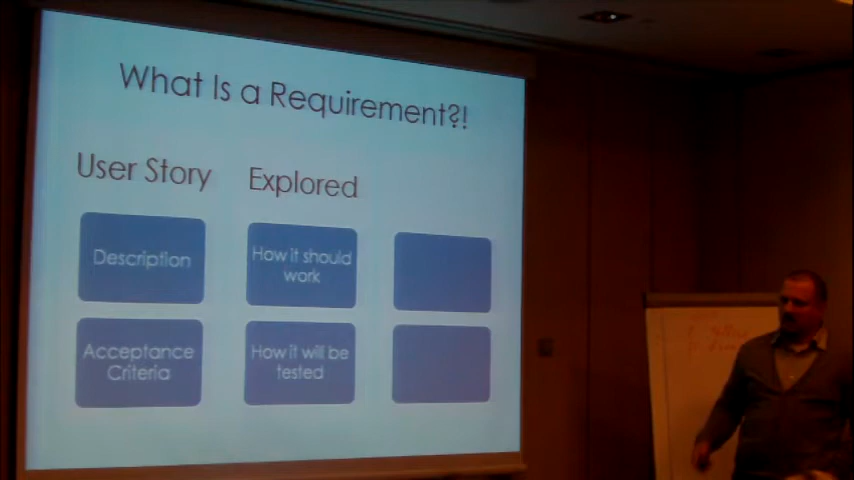 What Is a Requirement?!
User Story
Explored
Description
How it should
work
Acceptance
Criteria
How it will be
tested